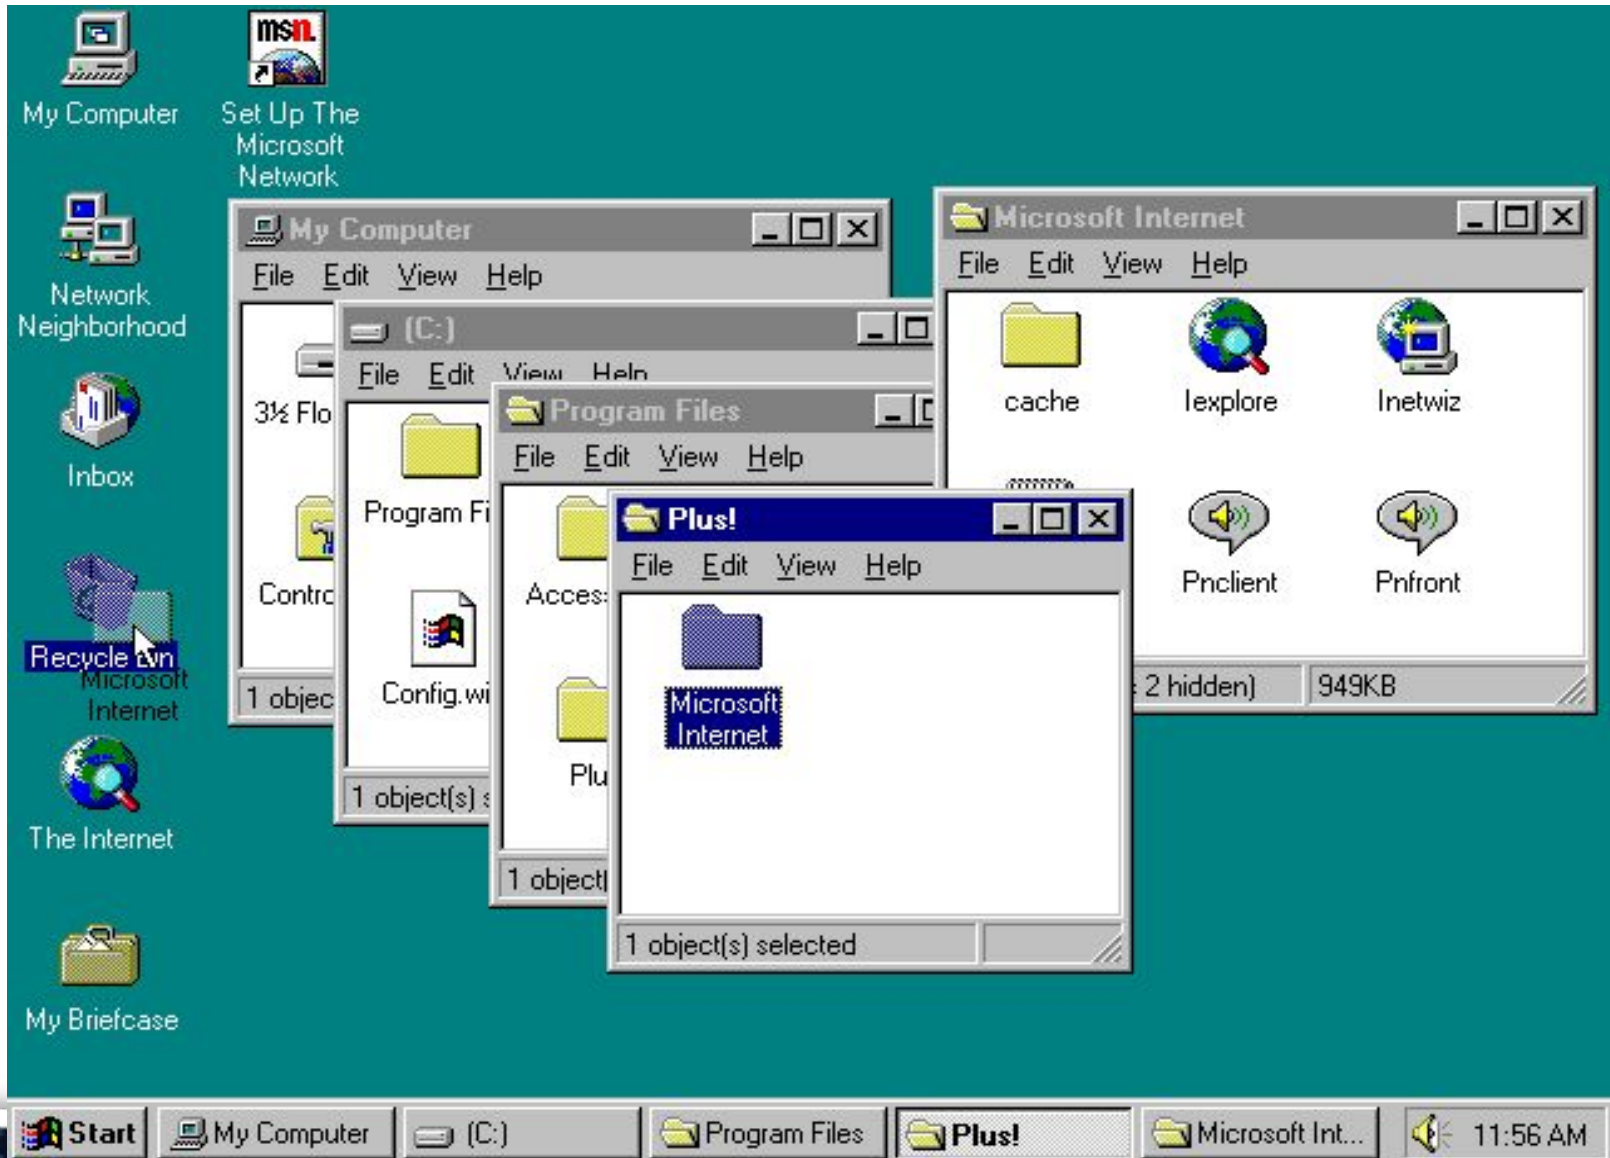 My Computer
msn.
Set Up The
Microsoft
Network
Network
Neighborhood
Inbox
Recycle
Microsoft
Internet
The Internet
My Briefcase
My Computer
File Edit View Help
3½ Flo
Contro
1 objec
(C:)
File Edit View Help
Program Fi
Config.wi
1 object(s) s
Program Files
File Edit View Help
Access
Plu
1 object(
Plus!
File Edit View Help
Microsoft
Internet
1 object(s) selected
Microsoft Internet
File Edit View Help
cache Iexplore Inetwiz
Pnclient Pnfront
2 hidden) 949KB
Start My Computer (C:) Program Files Plus! Microsoft Int... 11:56 AM